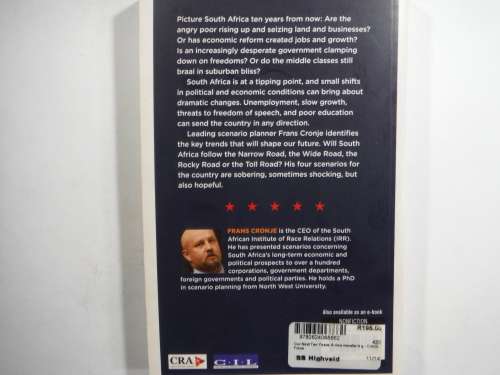 Picture South Africa ten years from now: Are the
angry poor rising up and seizing land and businesses?
Or has economic reform created jobs and growth?
Is an increasingly desperate government clamping
down on freedoms? Or do the middle classes still
braai in suburban bliss?
South Africa is at a tipping point, and small shifts
in political and economic conditions can bring about
dramatic changes. Unemployment, slow growth,
threats to freedom of speech, and poor education
can send the country in any direction.
Leading scenario planner Frans Cronje identifies
the key trends that will shape our future. Will South
Africa follow the Narrow Road, the Wide Road, the
Rocky Road or the Toll Road? His four scenarios for
the country are sobering, sometimes shocking, but
also hopeful.
FRANS CRONJE is the CEO of the South
African Institute of Race Relations (IRR).
He has presented scenarios concerning
South Africa's long-term economic and
political prospects to over a hundred
corporations, government departments,
foreign governments and political parties. He holds a PhD
in scenario planning from North West University.
Also available as an e-book
NONFICTION
R195.00
CRA
C·I·L
BB Highveld